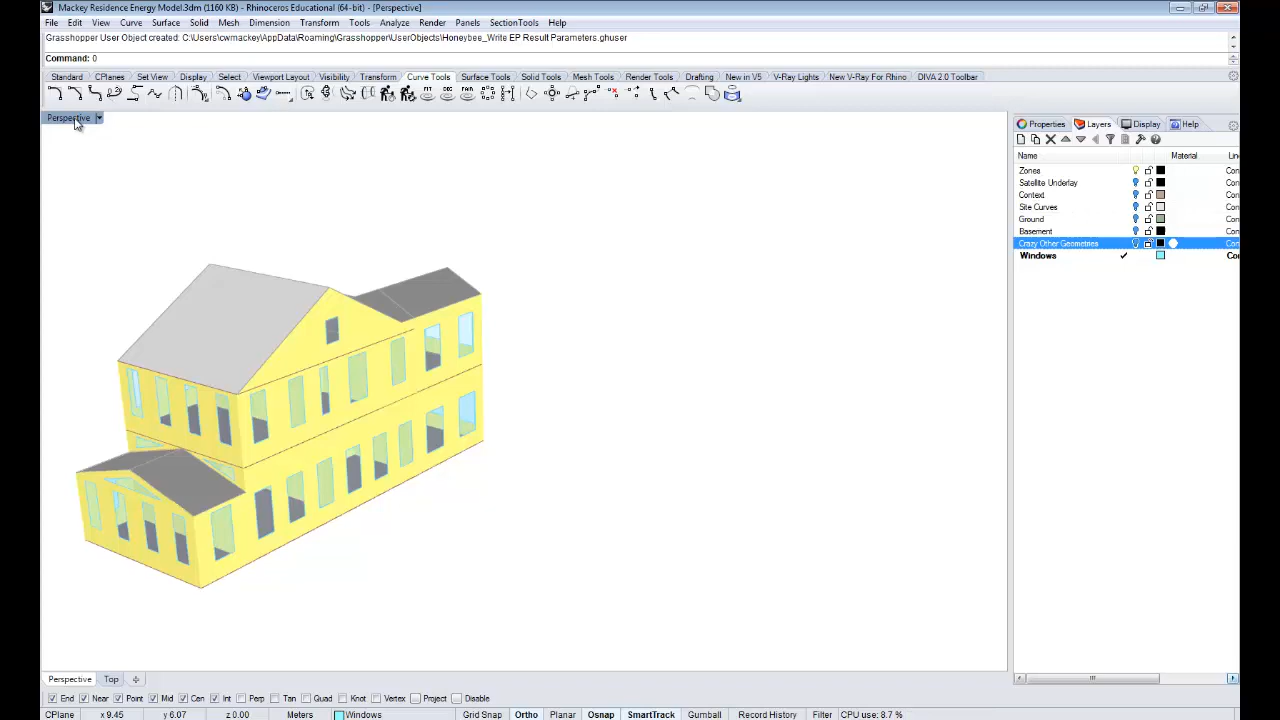 Mackey Residence Energy Model.3dm (1160 KB) - Rhinoceros Educational (64-bit) - [Perspective]
File Edit View Curve Surface Solid Mesh Dimension Transform Tools Analyze Render Panels SectionTools Help
Grasshopper User Object created: C:\Users\cwmackey\AppData\Roaming\Grasshopper\UserObjects\Honeybee_Write EP Result Parameters.ghuser
Command: 0
Standard CPlanes Set View Display Select Viewport Layout Visibility Transform Curve Tools Surface Tools Solid Tools Mesh Tools Render Tools Drafting New in V5 V-Ray Lights New V-Ray For Rhino DIVA 2.0 Toolbar
Perspective
Properties Layers Display Help
Name Material
Zones Con
Satellite Underlay Con
Context Con
Site Curves Con
Ground Con
Basement Con
Crazy Other Geometries Con
Windows
Perspective Top
End Near Point Mid Cen Int Perp Tan Quad Knot Vertex Project Disable
CPlane x 9.45 y 6.07 z 0.00 Meters Windows Grid Snap Ortho Planar Osnap SmartTrack Gumball Record History Filter CPU use: 8.7 %